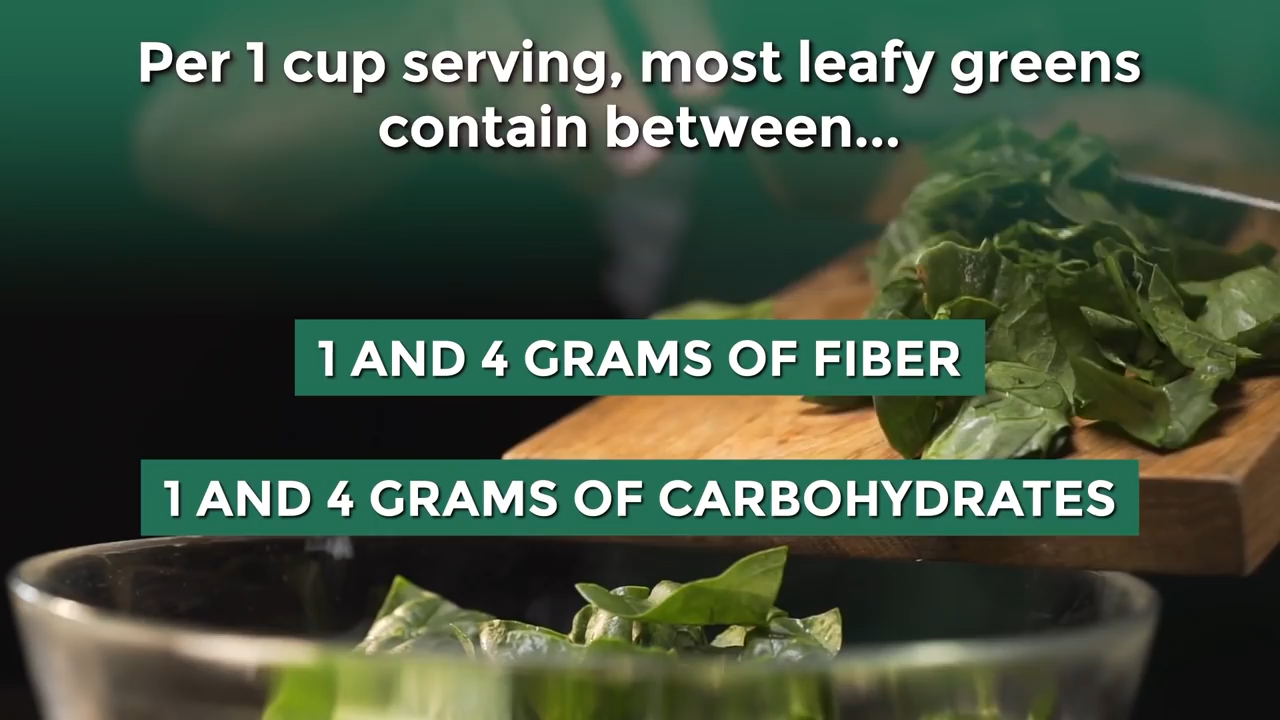 Per 1 cup serving, most leafy greens
contain between...
1 AND 4 GRAMS OF FIBER
1 AND 4 GRAMS OF CARBOHYDRATES